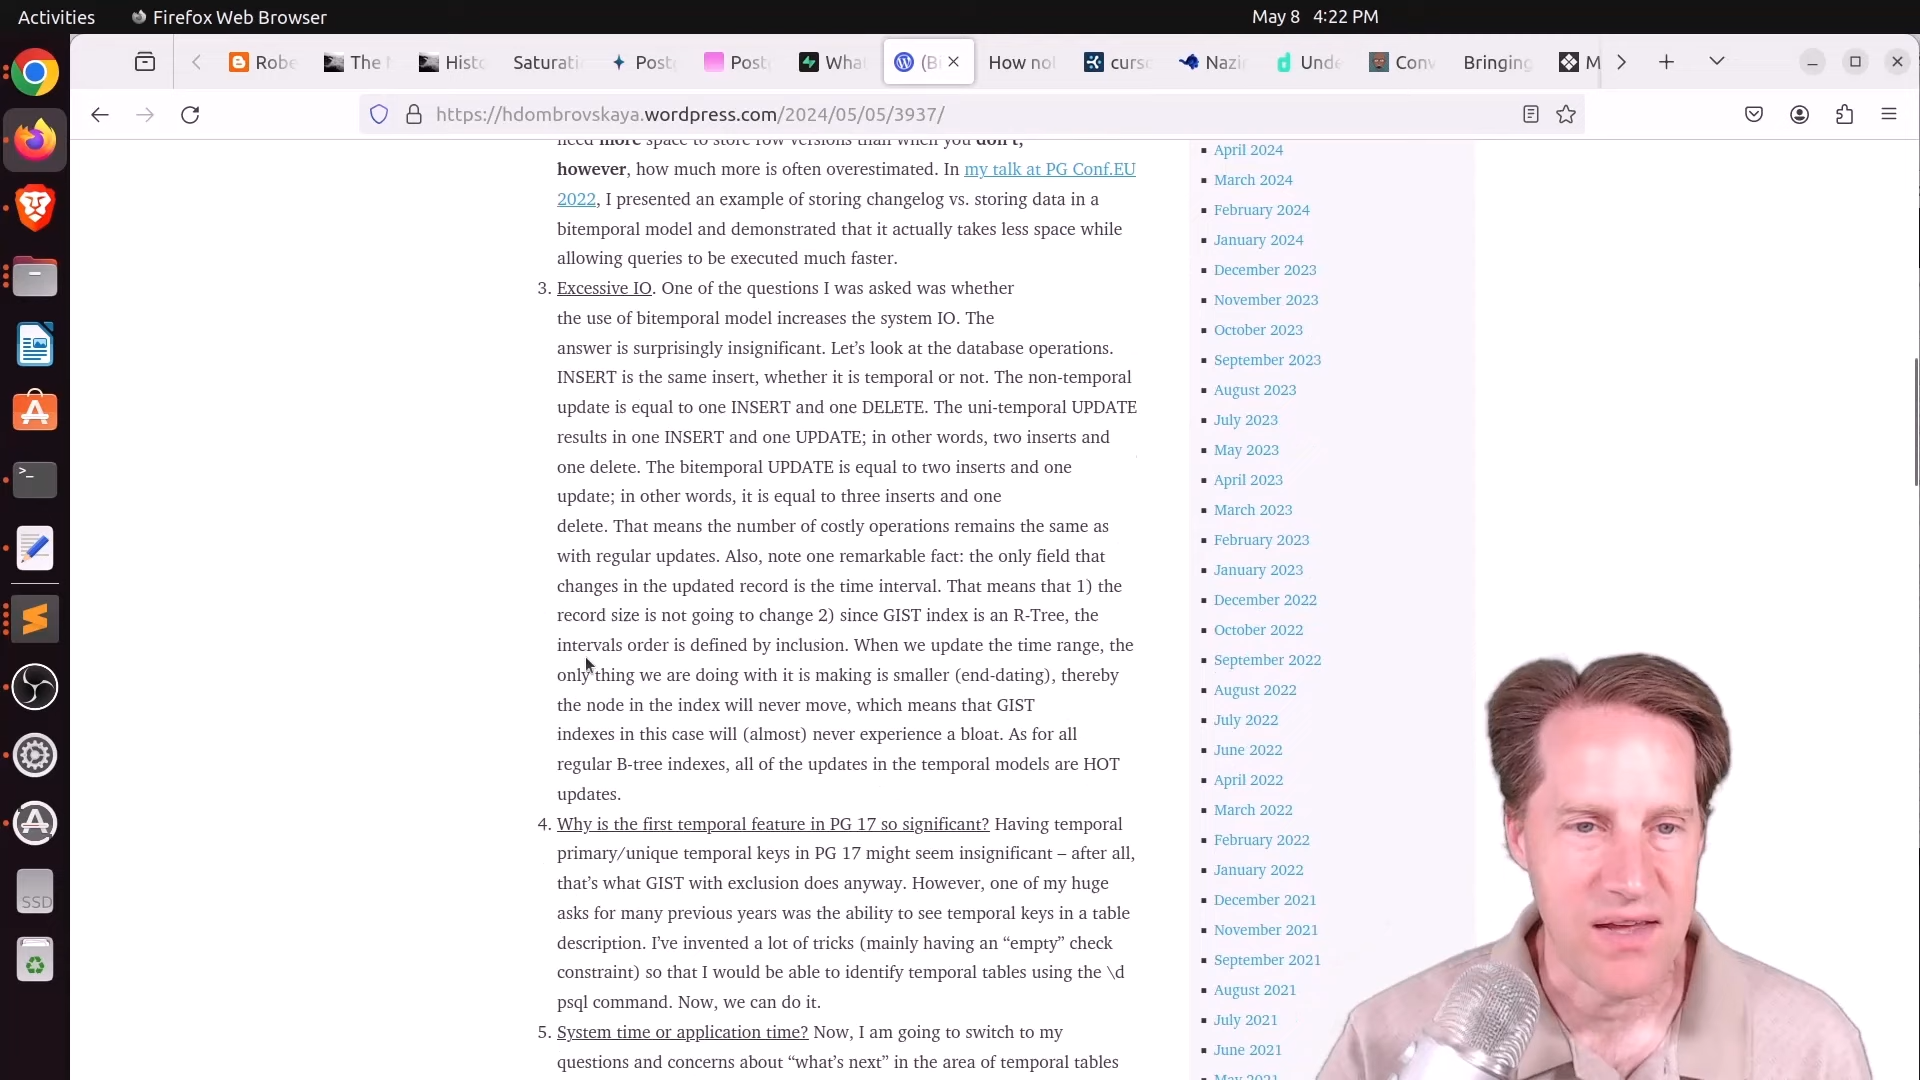 Activities
Firefox Web Browser
May 8 4:22 PM
Robe
The
Histo
Saturati
Post
Post
Wha
(B
How no
curso
Nazi
Unde
Conv
Bringing
M
https://hdombrovskaya.wordpress.com/2024/05/05/3937/
need more space to store row versions than when you don't,
however, how much more is often overestimated. In my talk at PG Conf.EU
2022, I presented an example of storing changelog vs. storing data in a
bitemporal model and demonstrated that it actually takes less space while
allowing queries to be executed much faster.
3. Excessive IO. One of the questions I was asked was whether
the use of bitemporal model increases the system IO. The
answer is surprisingly insignificant. Let's look at the database operations.
INSERT is the same insert, whether it is temporal or not. The non-temporal
update is equal to one INSERT and one DELETE. The uni-temporal UPDATE
results in one INSERT and one UPDATE; in other words, two inserts and
one delete. The bitemporal UPDATE is equal to two inserts and one
update; in other words, it is equal to three inserts and one
delete. That means the number of costly operations remains the same as
with regular updates. Also, note one remarkable fact: the only field that
changes in the updated record is the time interval. That means that 1) the
record size is not going to change 2) since GIST index is an R-Tree, the
intervals order is defined by inclusion. When we update the time range, the
only thing we are doing with it is making is smaller (end-dating), thereby
the node in the index will never move, which means that GIST
indexes in this case will (almost) never experience a bloat. As for all
regular B-tree indexes, all of the updates in the temporal models are HOT
updates.
4. Why is the first temporal feature in PG 17 so significant? Having temporal
primary/unique temporal keys in PG 17 might seem insignificant – after all,
that's what GIST with exclusion does anyway. However, one of my huge
asks for many previous years was the ability to see temporal keys in a table
description. I've invented a lot of tricks (mainly having an “empty” check
constraint) so that I would be able to identify temporal tables using the \d
psql command. Now, we can do it.
5. System time or application time? Now, I am going to switch to my
questions and concerns about “what's next” in the area of temporal tables
April 2024
March 2024
February 2024
January 2024
December 2023
November 2023
October 2023
September 2023
August 2023
July 2023
May 2023
April 2023
March 2023
February 2023
January 2023
December 2022
October 2022
September 2022
August 2022
July 2022
June 2022
April 2022
March 2022
February 2022
January 2022
December 2021
November 2021
September 2021
August 2021
July 2021
June 2021
May 2021
SSD